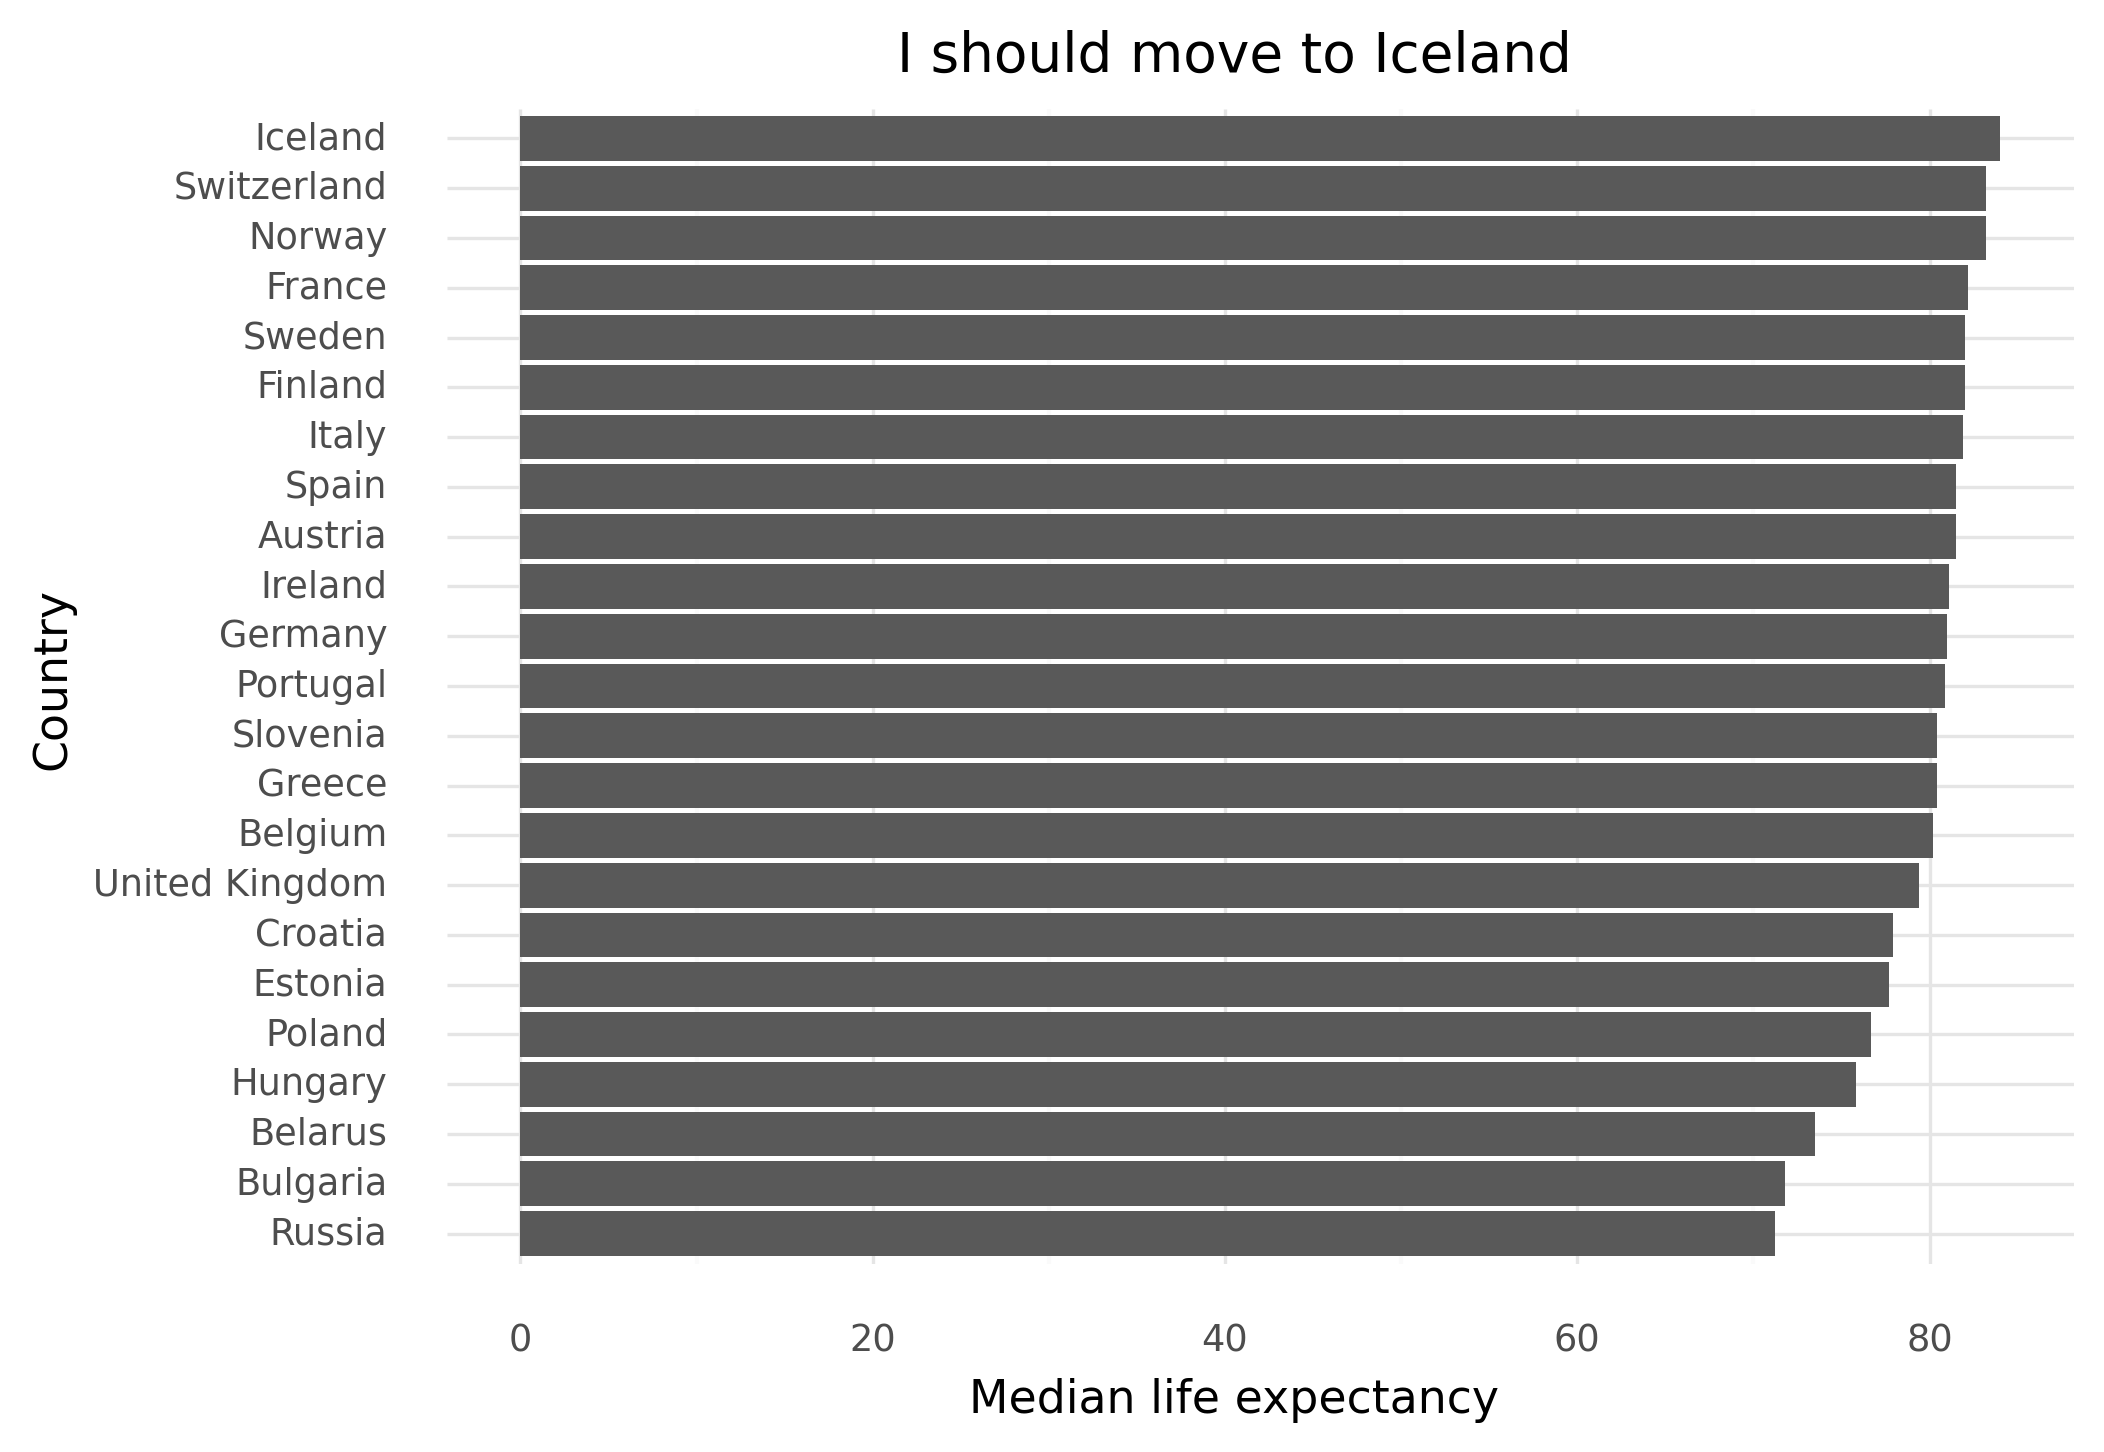 I should move to Iceland
Iceland
Switzerland
Norway
France
Sweden
Finland
Italy
Spain
Austria
Ireland
Germany
Portugal
Slovenia
Greece
Belgium
United Kingdom
Croatia
Estonia
Poland
Hungary
Belarus
Bulgaria
Russia
Country
0 20 40 60 80
Median life expectancy